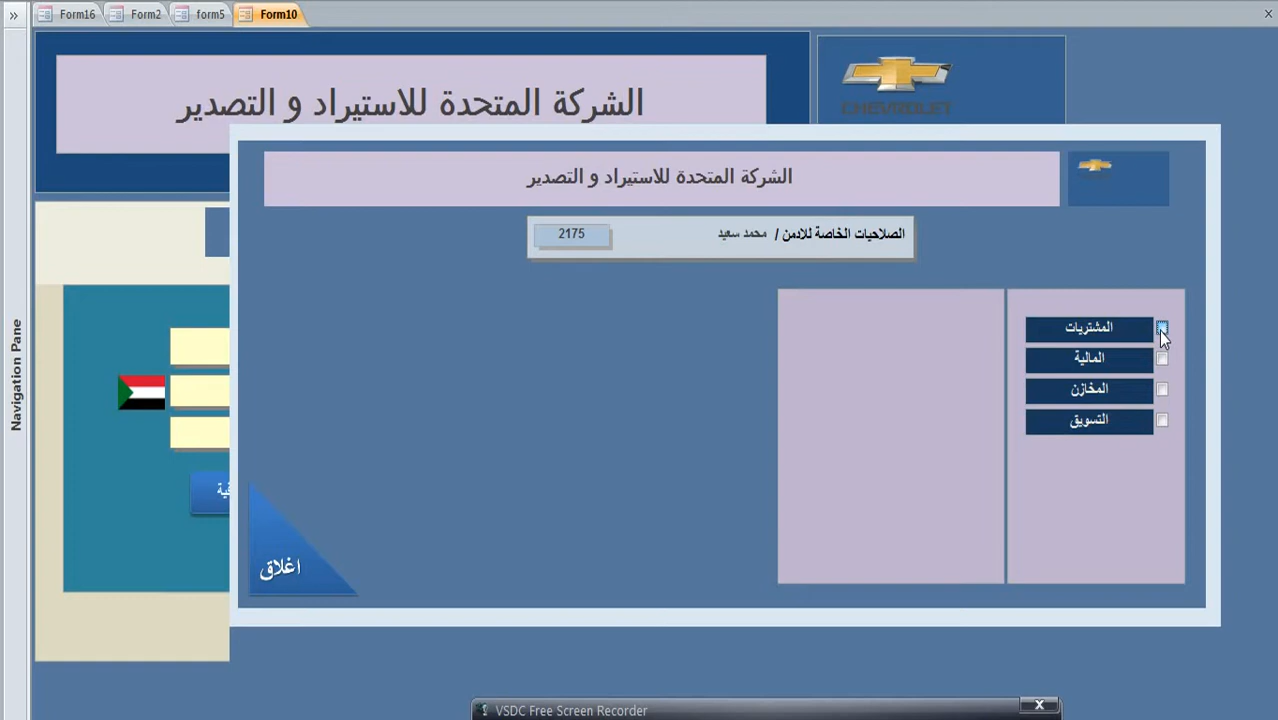 Form16
Form2
form5
Form10
الشركة المتحدة للاستيراد و التصدير
CHEVROLET
الشركة المتحدة للاستيراد و التصدير
الصلاحيات الخاصة للادمن / محمد سعيد
2175
المشتريات
المالية
المخازن
التسويق
اغلاق
Navigation Pane
VSDC Free Screen Recorder